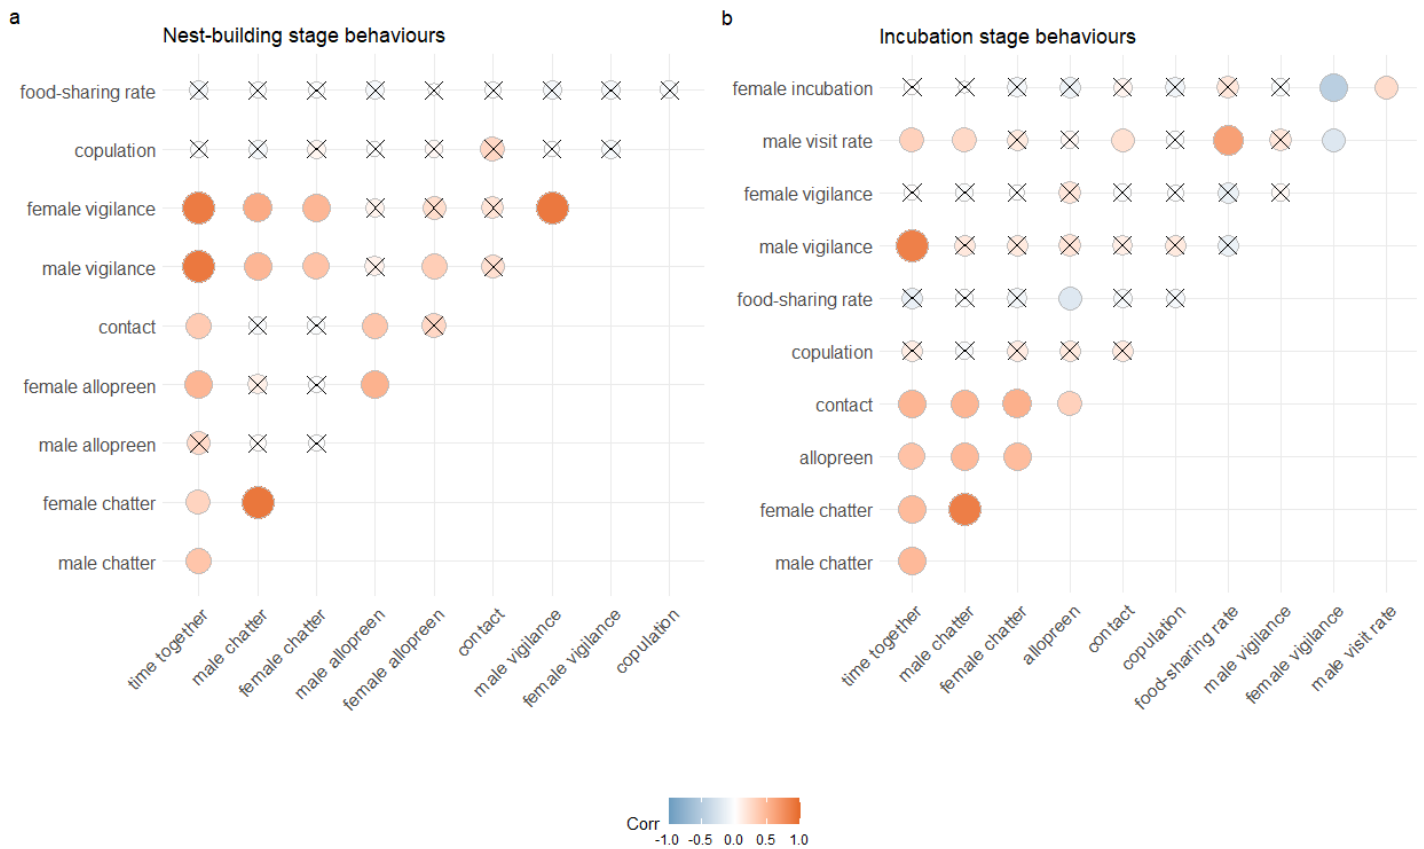 a
Nest-building stage behaviours
food-sharing rate
copulation
female vigilance
male vigilance
contact
female allopreen
male allopreen
female chatter
male chatter
time together
male chatter
female chatter
male allopreen
female allopreen
contact
male vigilance
female vigilance
copulation
b
Incubation stage behaviours
female incubation
male visit rate
female vigilance
male vigilance
food-sharing rate
copulation
contact
allopreen
female chatter
male chatter
time together
male chatter
female chatter
allopreen
contact
copulation
food-sharing rate
male vigilance
female vigilance
male visit rate
Corr
-1.0 -0.5 0.0 0.5 1.0